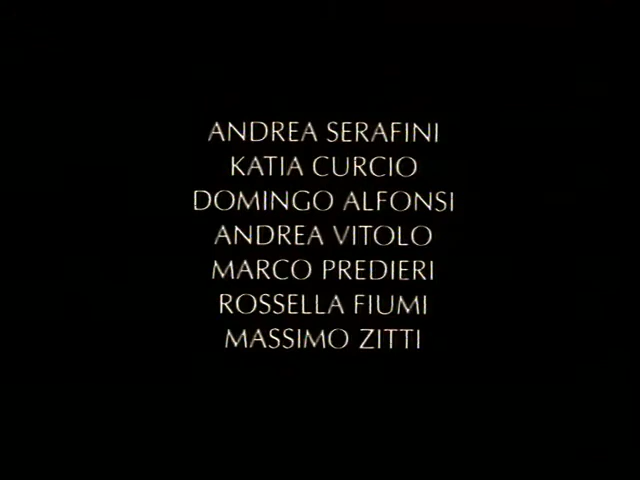 ANDREA SERAFINI
KATIA CURCIO
DOMINGO ALFONSI
ANDREA VITOLO
MARCO PREDIERI
ROSSELLA FIUMI
MASSIMO ZITTI